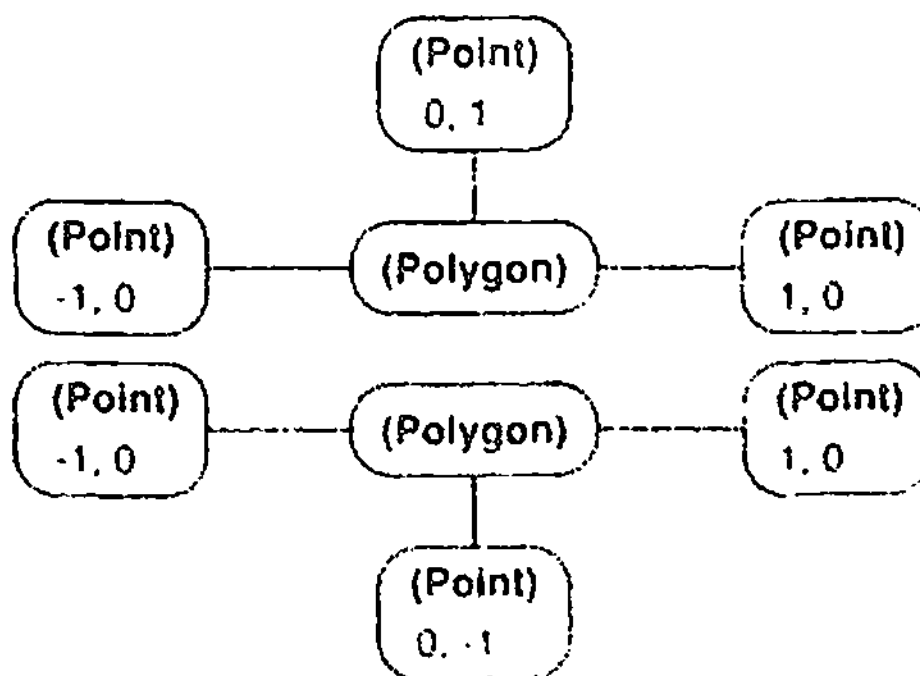 (Point)
0, 1
(Point)
-1, 0
(Polygon)
(Point)
1, 0
(Point)
-1, 0
(Polygon)
(Point)
1, 0
(Point)
0, -1